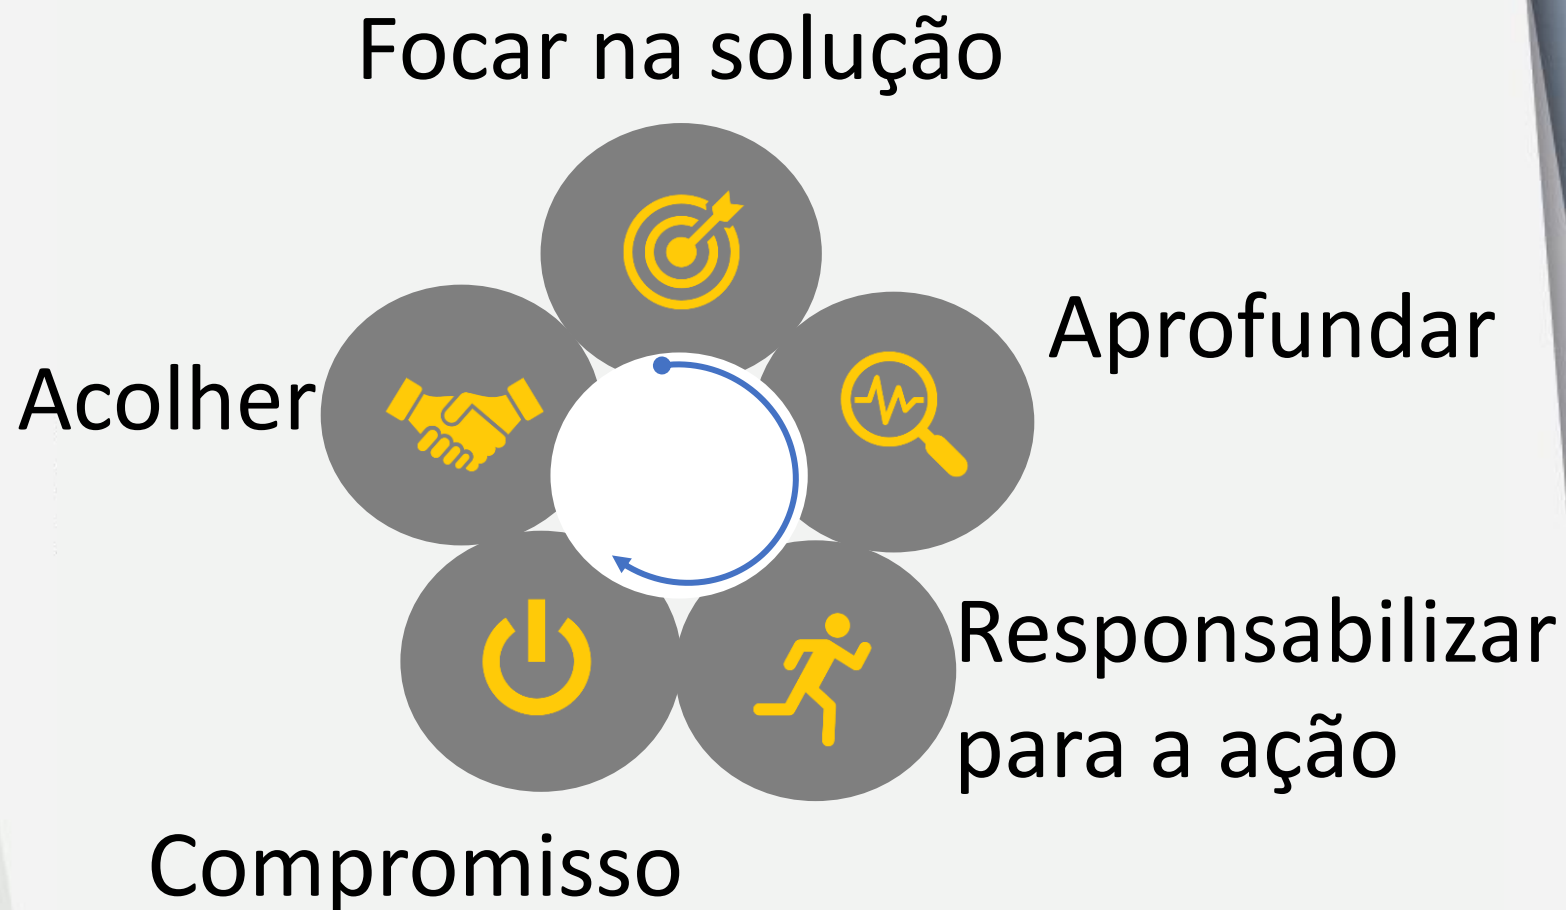 Focar na solução
Aprofundar
Acolher
Responsabilizar
para a ação
Compromisso